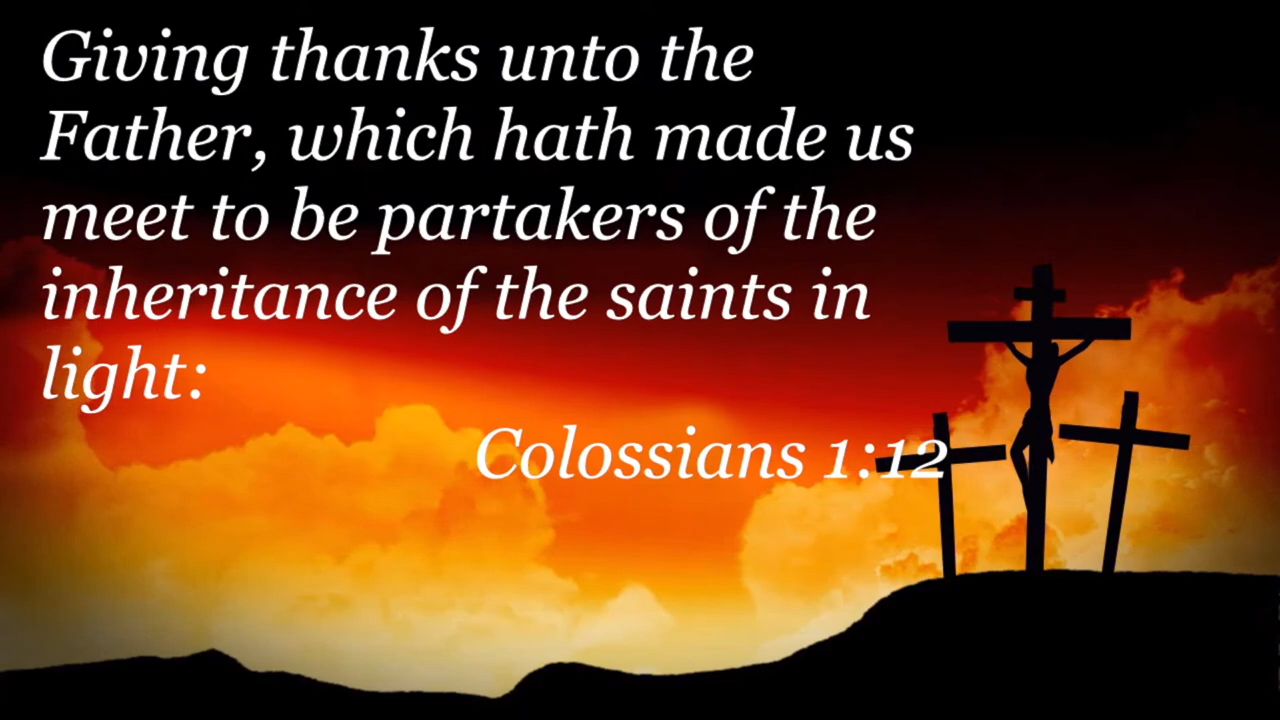 Giving thanks unto the
Father, which hath made us
meet to be partakers of the
inheritance of the saints in
light:
Colossians 1:12